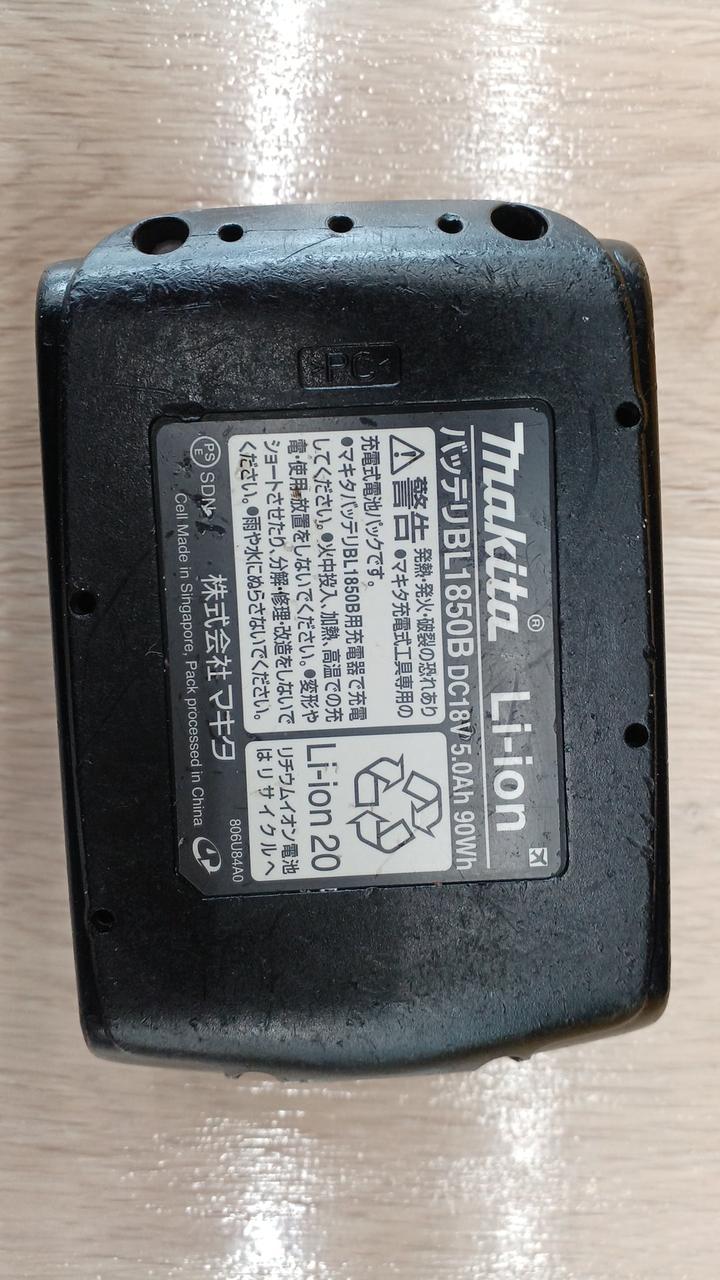 PC
makita® Li-ion
バッテリBL1850B DC18V 5.0Ah 90Wh
警告 発熱・発火・破裂の恐れあり
●マキタ充電式工具専用の
充電式電池パックです。
●マキタバッテリBL1850B用充電器で充電
してください。●火中投入、加熱、高温での充
電・使用・放置をしないでください。●変形や
ショートさせたり、分解・修理・改造をしないで
ください。●雨や水にぬらさないでください。
Li-ion 20
リチウムイオン電池
はリサイクルへ
PS
E
SDI
株式会社 マキタ
806U84A0
Cell Made in Singapore, Pack processed in China